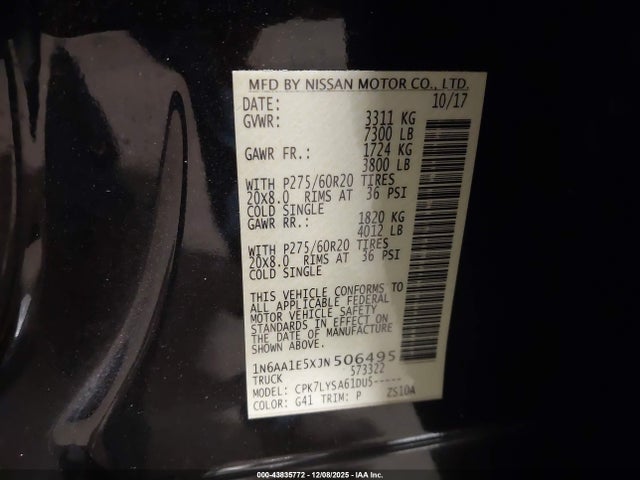 MFD BY NISSAN MOTOR CO., LTD.
DATE: 10/17
GVWR: 3311 KG
7300 LB
GAWR FR.: 1724 KG
3800 LB
WITH P275/60R20 TIRES
20X8.0 RIMS AT 36 PSI
COLD SINGLE
GAWR RR.: 1820 KG
4012 LB
WITH P275/60R20 TIRES
20X8.0 RIMS AT 36 PSI
COLD SINGLE
THIS VEHICLE CONFORMS TO
ALL APPLICABLE FEDERAL
MOTOR VEHICLE SAFETY
STANDARDS IN EFFECT ON
THE DATE OF MANUFACTURE
SHOWN ABOVE.
1N6AA1E5XJN506495
TRUCK 573322
MODEL: CPK7LYSA61DUS-----
COLOR: G41 TRIM: P ZS10A
000-43835772 - 12/08/2025 - IAA Inc.